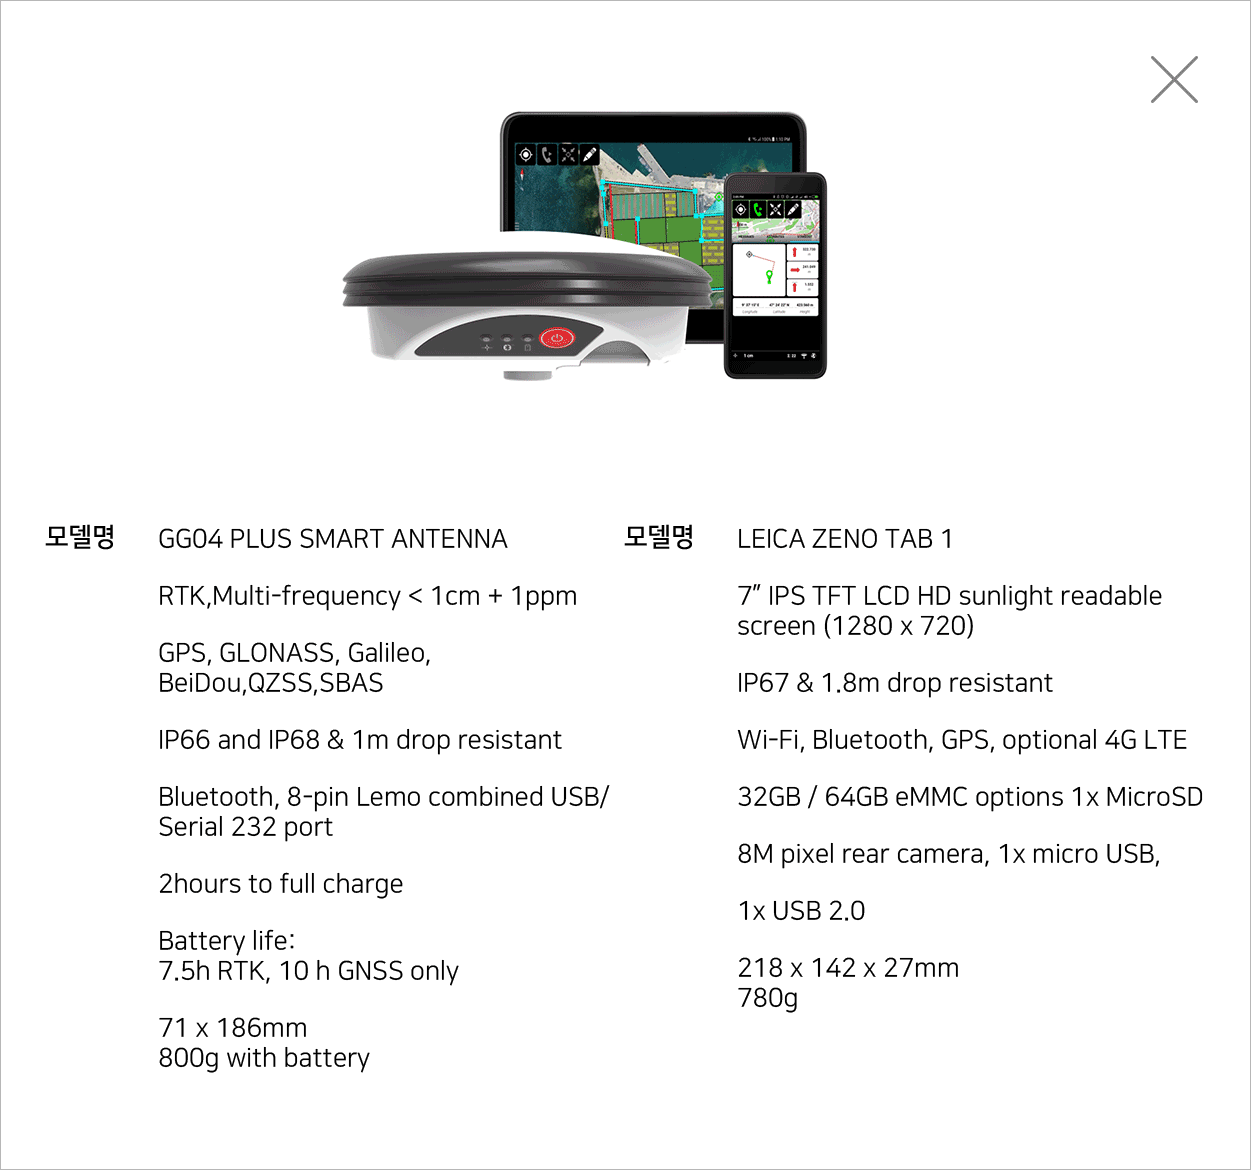 모델명
GG04 PLUS SMART ANTENNA
RTK,Multi-frequency < 1cm + 1ppm
GPS, GLONASS, Galileo,
BeiDou,QZSS,SBAS
IP66 and IP68 & 1m drop resistant
Bluetooth, 8-pin Lemo combined USB/
Serial 232 port
2hours to full charge
Battery life:
7.5h RTK, 10 h GNSS only
71 x 186mm
800g with battery
모델명
LEICA ZENO TAB 1
7” IPS TFT LCD HD sunlight readable
screen (1280 x 720)
IP67 & 1.8m drop resistant
Wi-Fi, Bluetooth, GPS, optional 4G LTE
32GB / 64GB eMMC options 1x MicroSD
8M pixel rear camera, 1x micro USB,
1x USB 2.0
218 x 142 x 27mm
780g